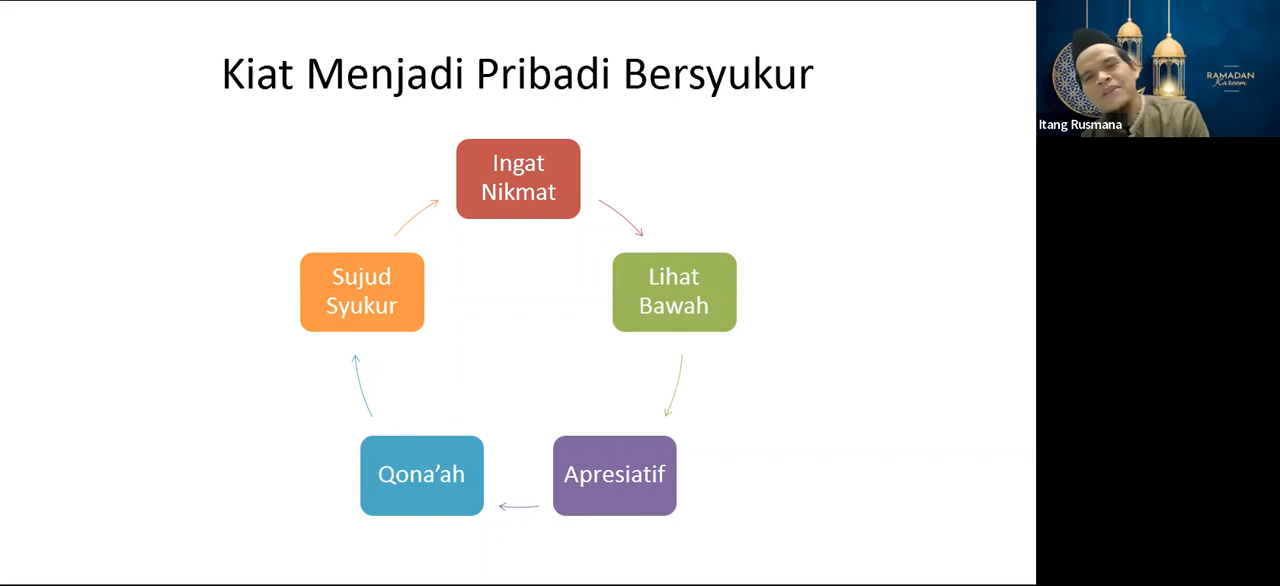 Kiat Menjadi Pribadi Bersyukur
Ingat
Nikmat
Lihat
Bawah
Apresiatif
Qona’ah
Sujud
Syukur
RAMADAN
Kareem
Itang Rusmana